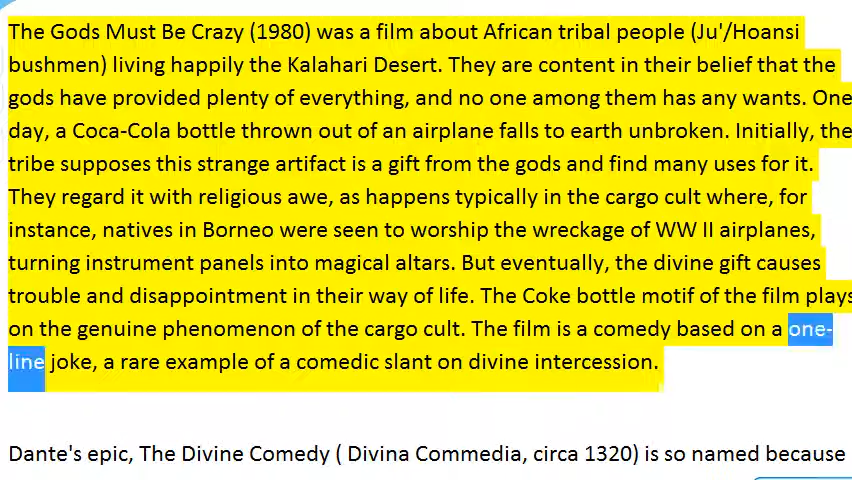 The Gods Must Be Crazy (1980) was a film about African tribal people (Ju'/Hoansi
bushmen) living happily the Kalahari Desert. They are content in their belief that the
gods have provided plenty of everything, and no one among them has any wants. One
day, a Coca-Cola bottle thrown out of an airplane falls to earth unbroken. Initially, the
tribe supposes this strange artifact is a gift from the gods and find many uses for it.
They regard it with religious awe, as happens typically in the cargo cult where, for
instance, natives in Borneo were seen to worship the wreckage of WW II airplanes,
turning instrument panels into magical altars. But eventually, the divine gift causes
trouble and disappointment in their way of life. The Coke bottle motif of the film plays
on the genuine phenomenon of the cargo cult. The film is a comedy based on a one-
line joke, a rare example of a comedic slant on divine intercession.
Dante's epic, The Divine Comedy ( Divina Commedia, circa 1320) is so named because